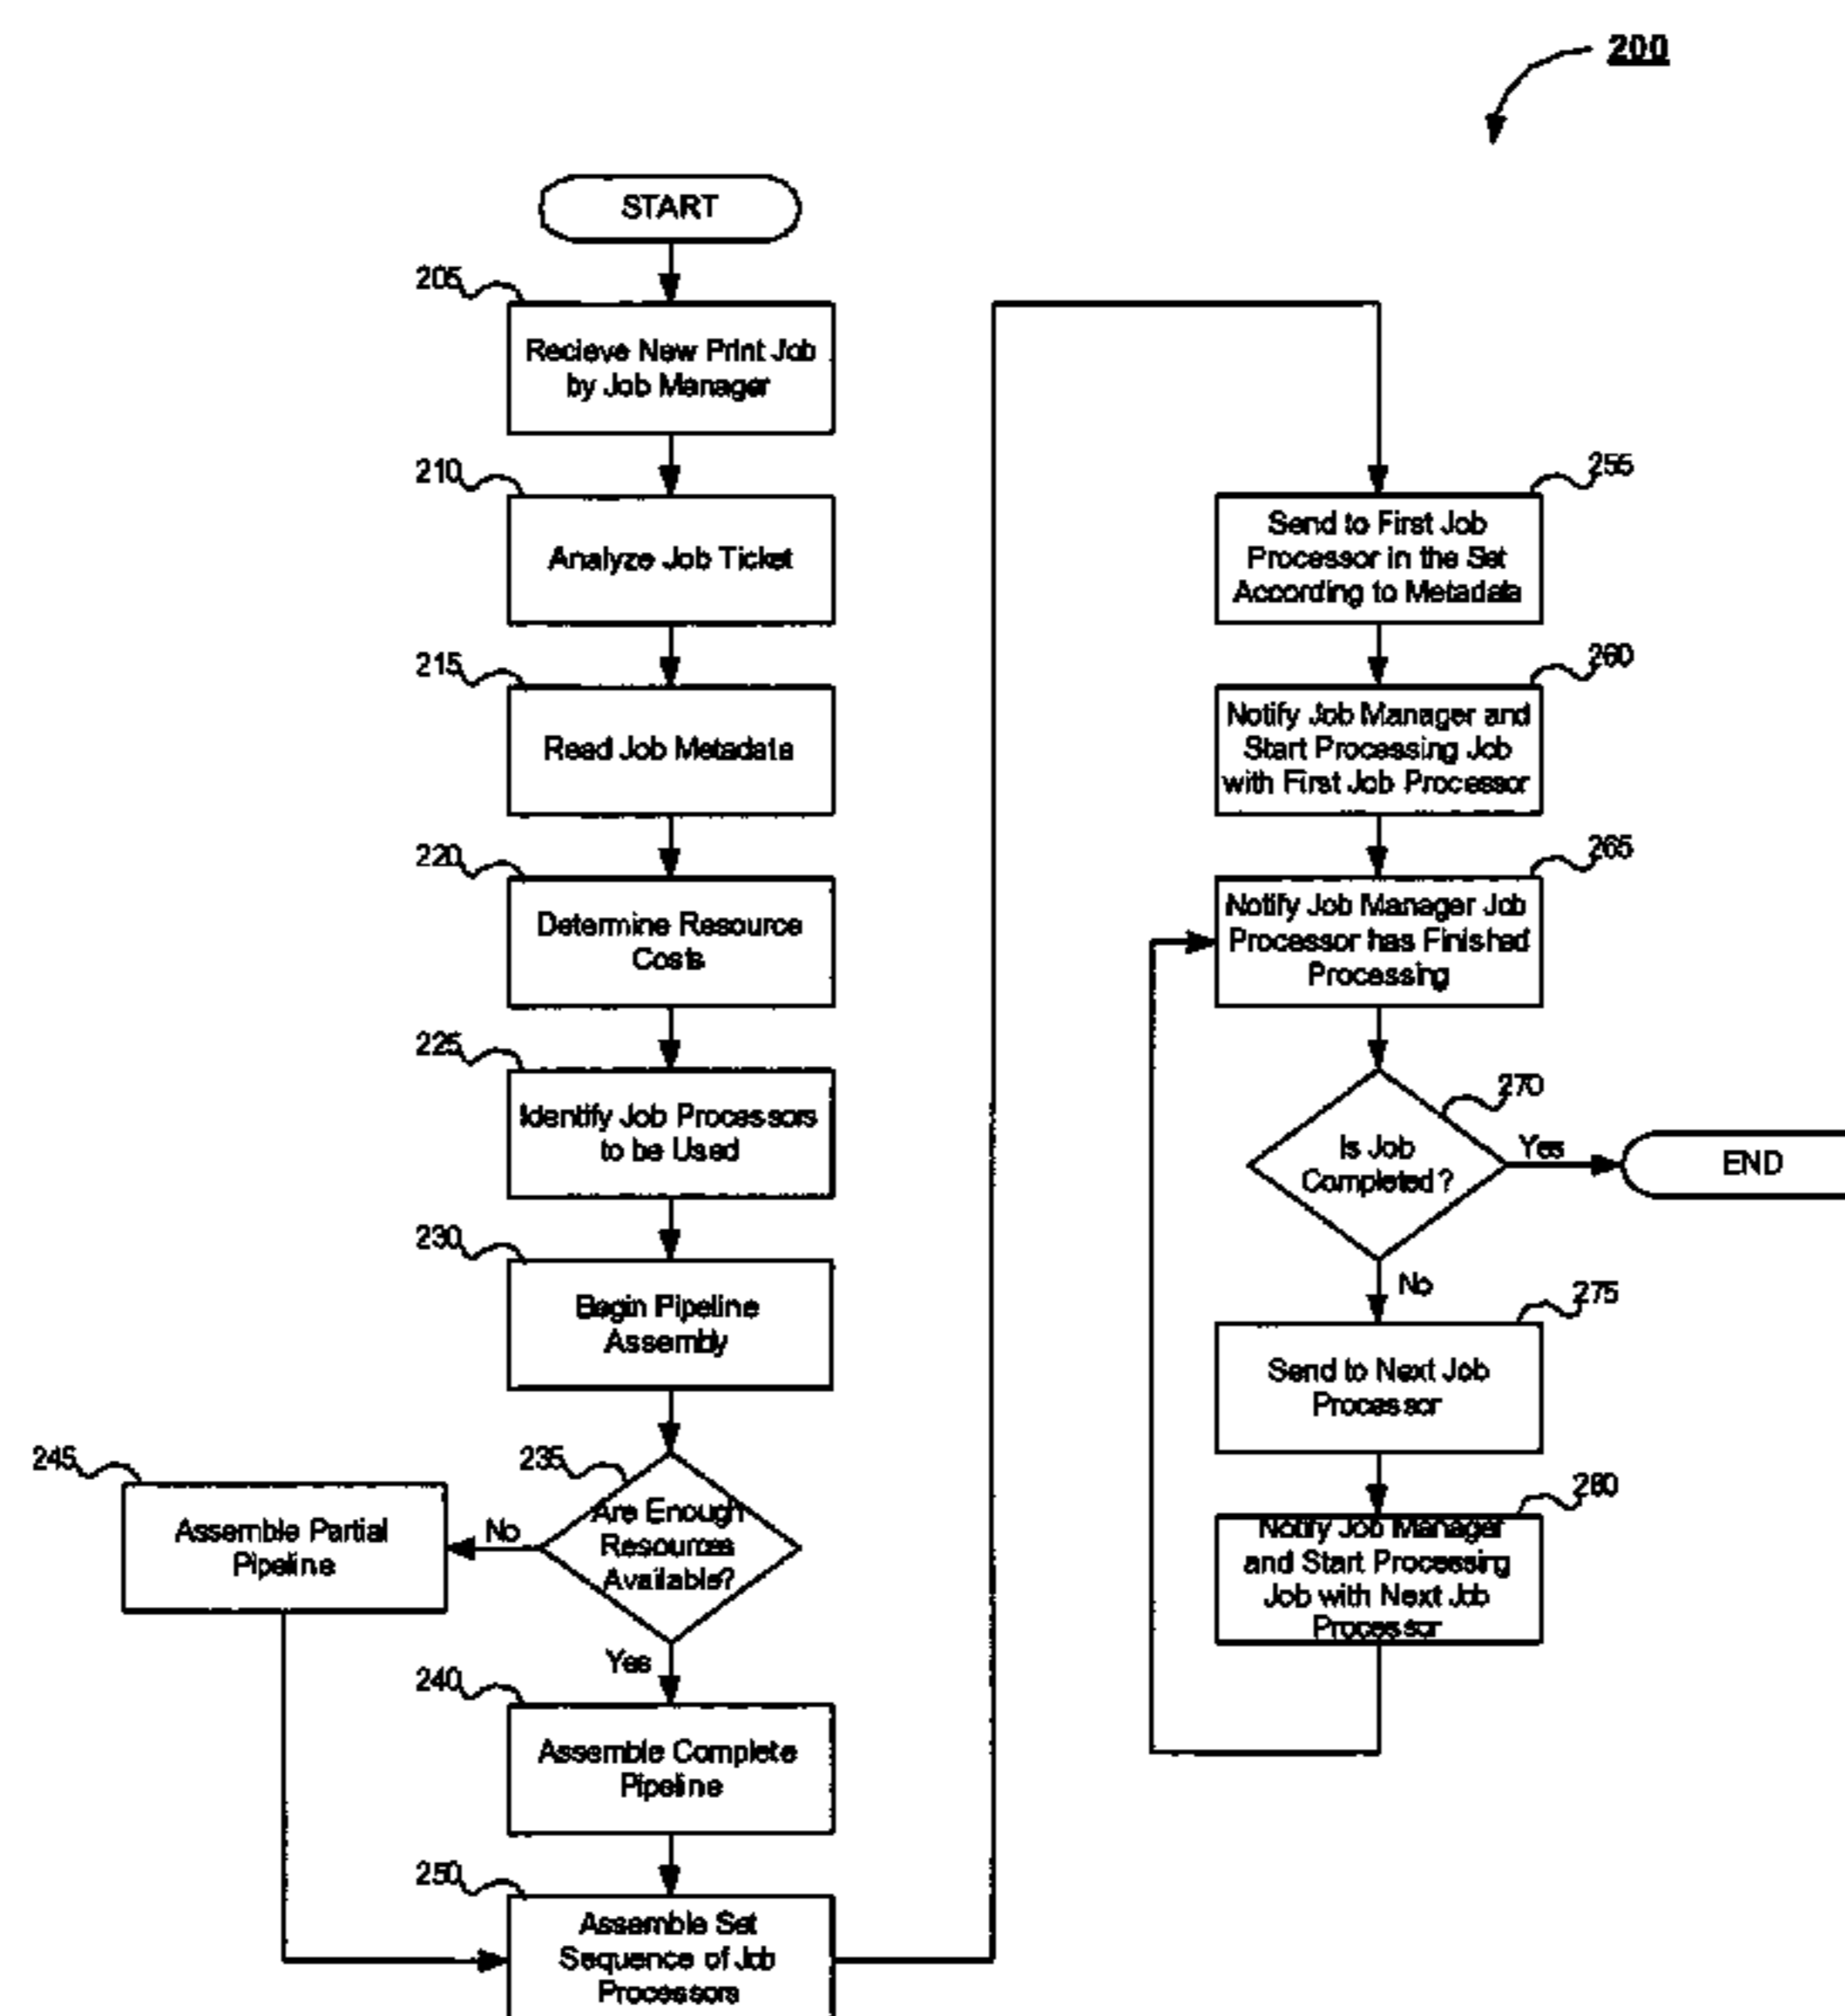 200
START
205
Recieve New Print Job
by Job Manager
210
Analyze Job Ticket
215
Read Job Metadata
220
Determine Resource
Costs
225
Identify Job Processors
to be Used
230
Begin Pipeline
Assembly
235
Are Enough
Resources
Available?
No
245
Assemble Partial
Pipeline
Yes
240
Assemble Complete
Pipeline
250
Assemble Set
Sequence of Job
Processors
255
Send to First Job
Processor in the Set
According to Metadata
260
Notify Job Manager and
Start Processing Job
with First Job Processor
265
Notify Job Manager Job
Processor has Finished
Processing
270
Is Job
Completed?
Yes
END
No
275
Send to Next Job
Processor
280
Notify Job Manager
and Start Processing
Job with Next Job
Processor